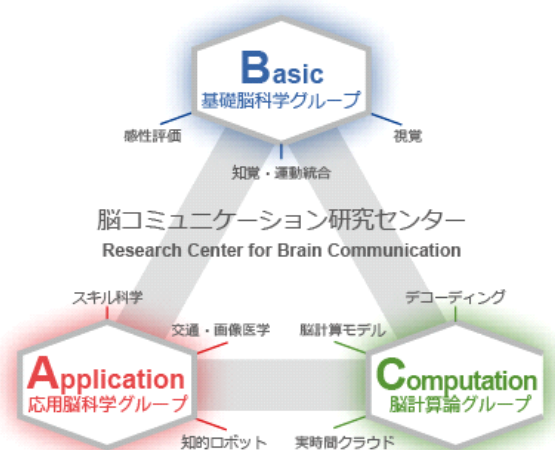 Basic
基礎脳科学グループ
感性評価
視覚
知覚・運動統合
脳コミュニケーション研究センター
Research Center for Brain Communication
スキル科学
デコーディング
交通・画像医学
脳計算モデル
Application
応用脳科学グループ
Computation
脳計算論グループ
知的ロボット
実時間クラウド